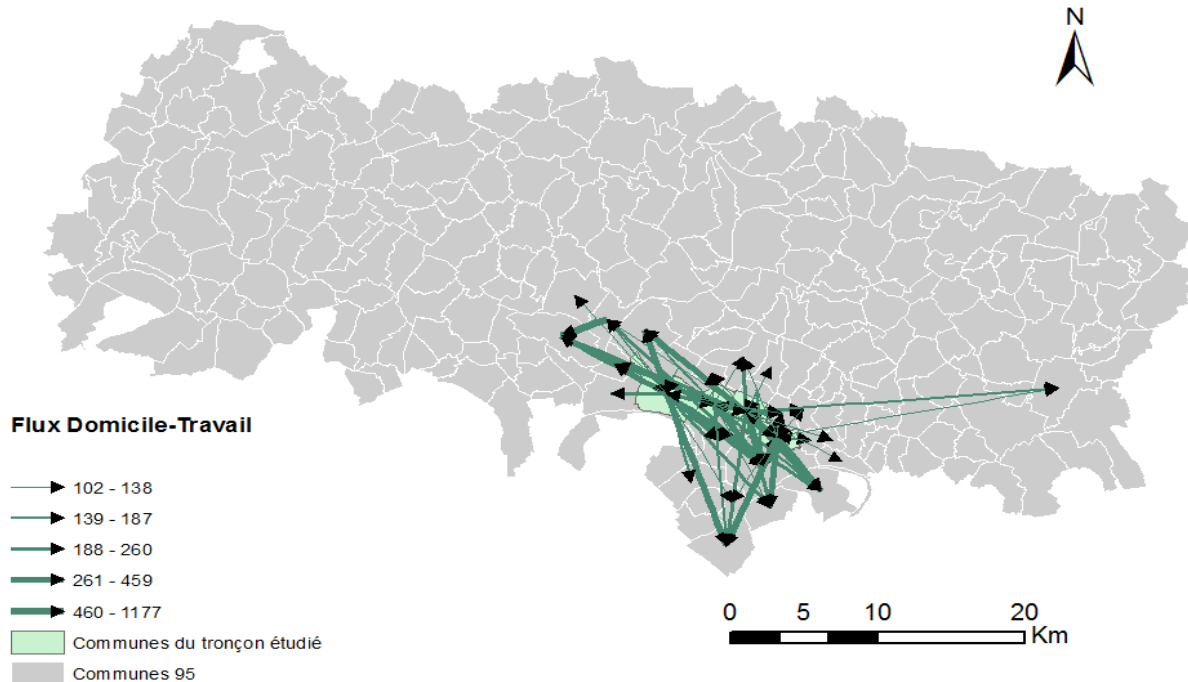 N
Flux Domicile-Travail
102 - 138
139 - 187
188 - 260
261 - 459
460 - 1177
Communes du tronçon étudié
Communes 95
0 5 10 20
Km